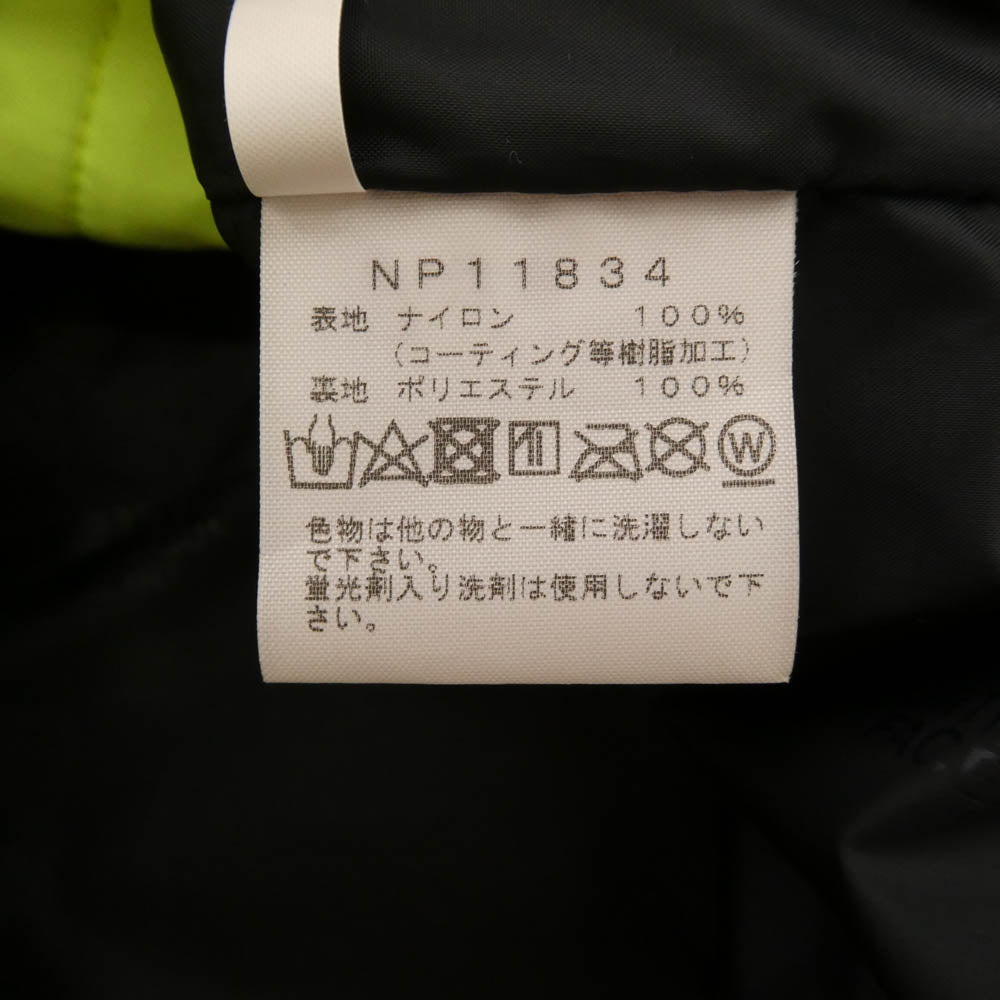 NP11834
表地 ナイロン 100%
(コーティング等樹脂加工)
裏地 ポリエステル 100%
W
色物は他の物と一緒に洗濯しない
で下さい。
蛍光剤入り洗剤は使用しないで下
さい。